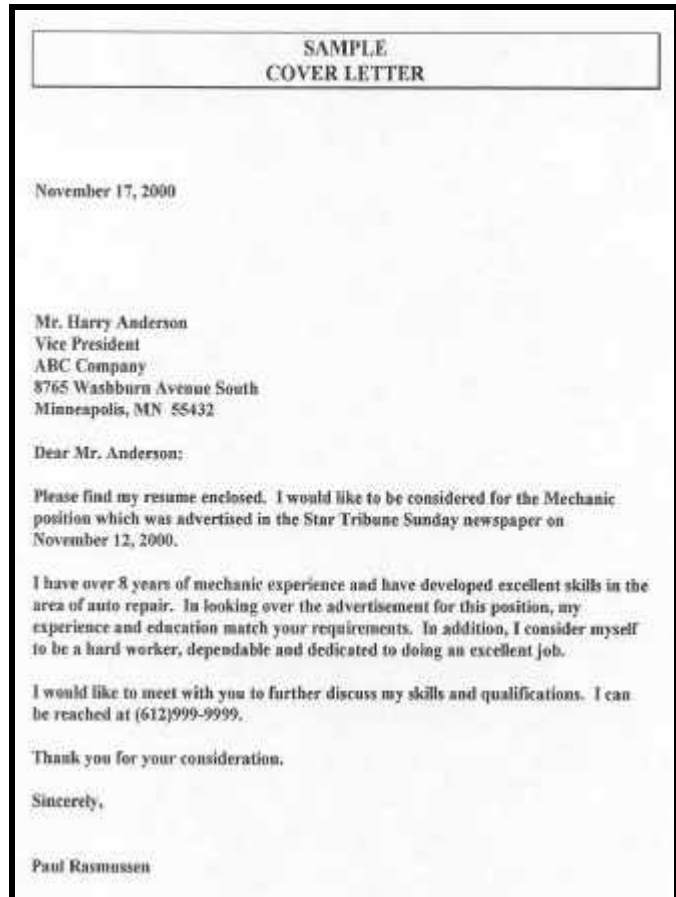 SAMPLE
COVER LETTER
November 17, 2000
Mr. Harry Anderson
Vice President
ABC Company
8765 Washburn Avenue South
Minneapolis, MN  55432
Dear Mr. Anderson:
Please find my resume enclosed.  I would like to be considered for the Mechanic
position which was advertised in the Star Tribune Sunday newspaper on
November 12, 2000.
I have over 8 years of mechanic experience and have developed excellent skills in the
area of auto repair.  In looking over the advertisement for this position, my
experience and education match your requirements.  In addition, I consider myself
to be a hard worker, dependable and dedicated to doing an excellent job.
I would like to meet with you to further discuss my skills and qualifications.  I can
be reached at (612)999-9999.
Thank you for your consideration.
Sincerely,
Paul Rasmussen